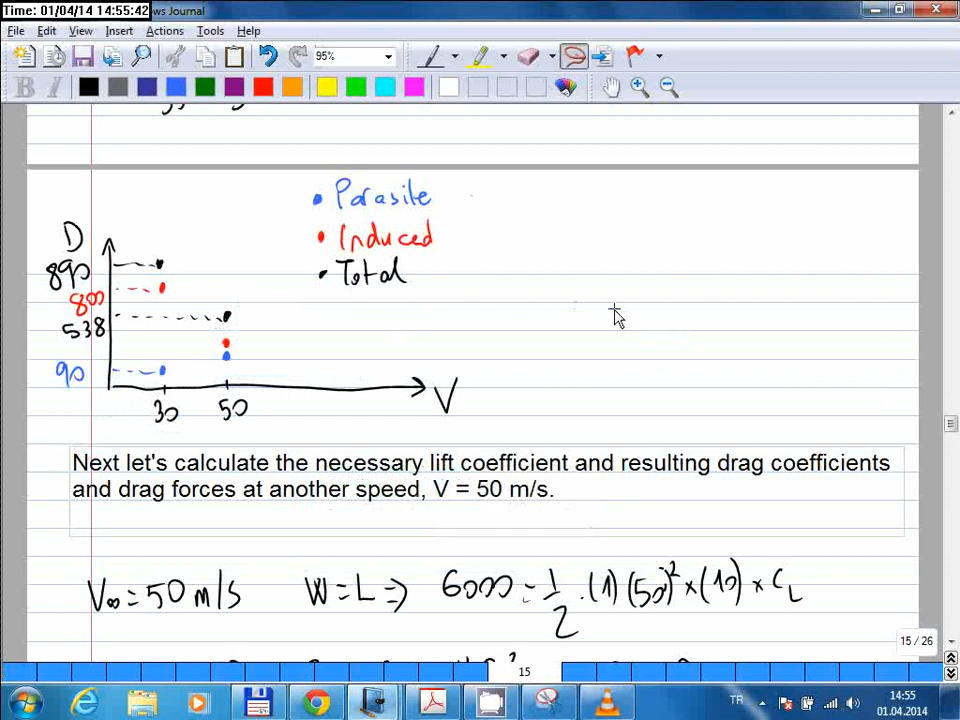 Time: 01/04/14 14:55:42
ows Journal
File Edit View Insert Actions Tools Help
95%
B I
• Parasite
• Induced
• Total
D
890
800
538
90
30 50
V
Next let's calculate the necessary lift coefficient and resulting drag coefficients
and drag forces at another speed, V = 50 m/s.
V∞ = 50 m/s W = L => 6000 = 1/2 . (1) (50)² × (10) × CL
15 / 26
15
TR
14:55
01.04.2014